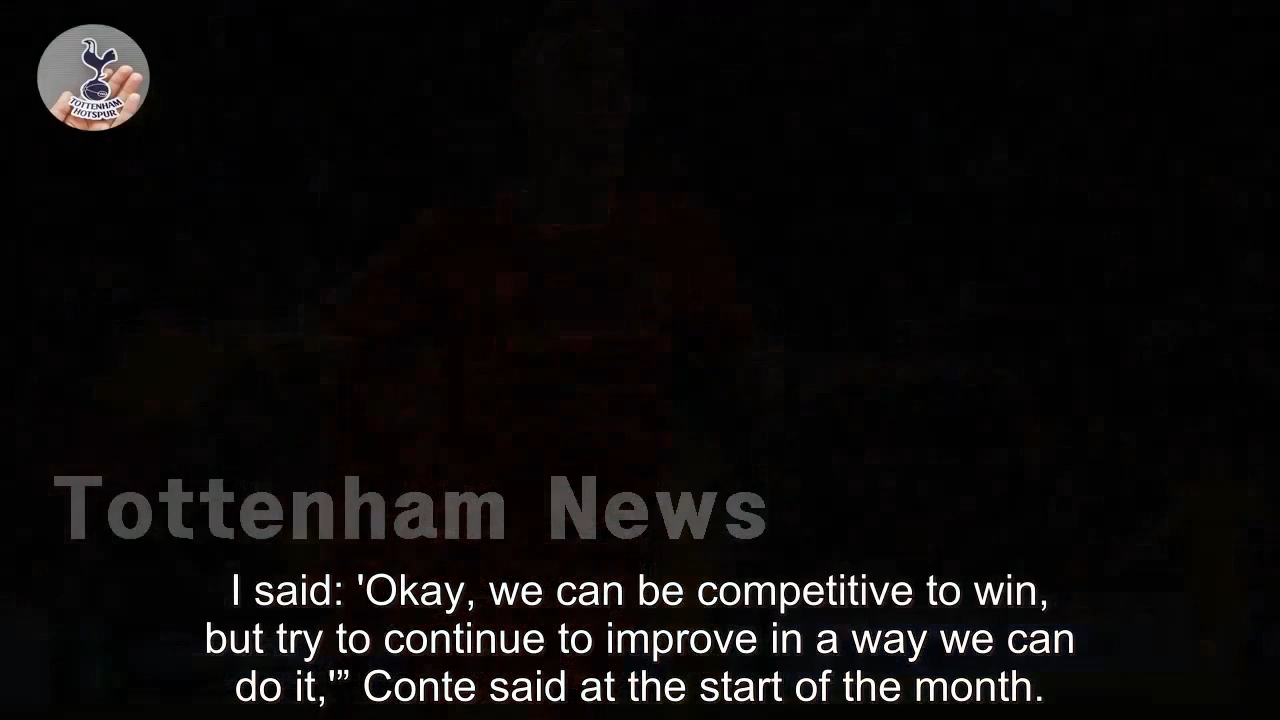 TOTTENHAM
HOTSPUR
Tottenham News
I said: 'Okay, we can be competitive to win,
but try to continue to improve in a way we can
do it,'” Conte said at the start of the month.